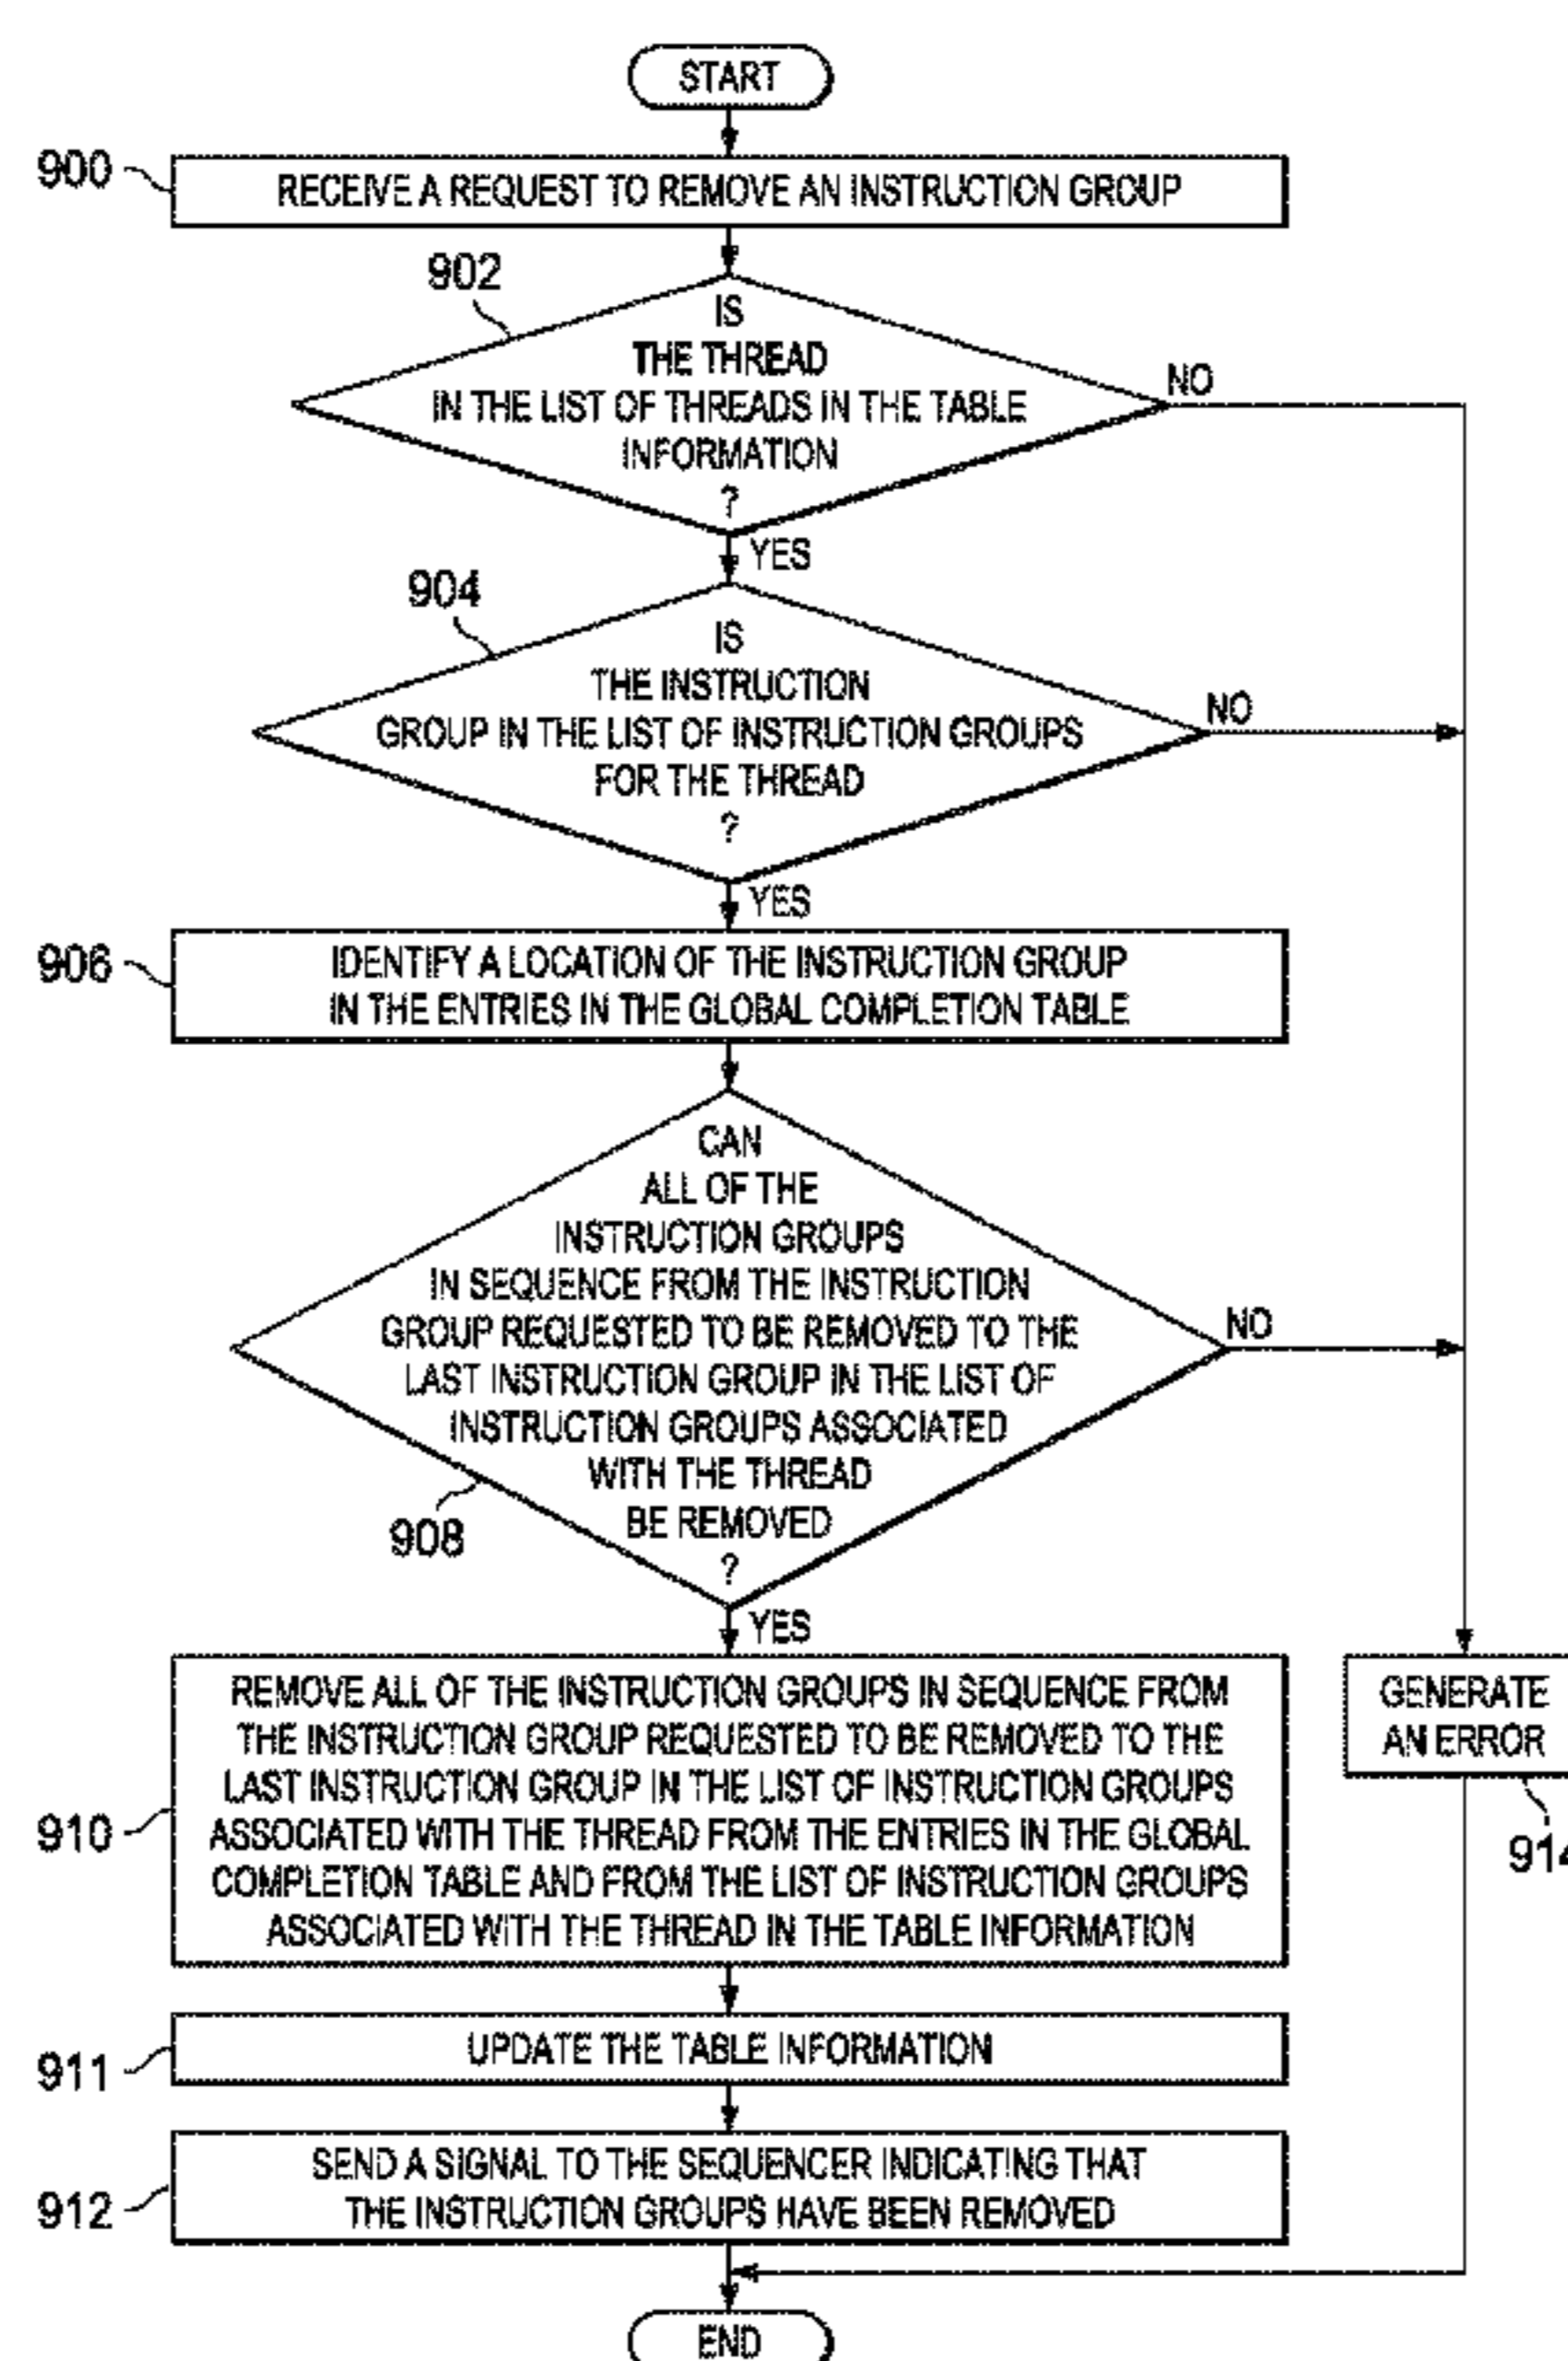 START
900
RECEIVE A REQUEST TO REMOVE AN INSTRUCTION GROUP
902
IS
THE THREAD
IN THE LIST OF THREADS IN THE TABLE
INFORMATION
?
NO
YES
904
IS
THE INSTRUCTION
GROUP IN THE LIST OF INSTRUCTION GROUPS
FOR THE THREAD
?
NO
YES
906
IDENTIFY A LOCATION OF THE INSTRUCTION GROUP
IN THE ENTRIES IN THE GLOBAL COMPLETION TABLE
CAN
ALL OF THE
INSTRUCTION GROUPS
IN SEQUENCE FROM THE INSTRUCTION
GROUP REQUESTED TO BE REMOVED TO THE
LAST INSTRUCTION GROUP IN THE LIST OF
INSTRUCTION GROUPS ASSOCIATED
WITH THE THREAD
BE REMOVED
?
908
NO
YES
910
REMOVE ALL OF THE INSTRUCTION GROUPS IN SEQUENCE FROM
THE INSTRUCTION GROUP REQUESTED TO BE REMOVED TO THE
LAST INSTRUCTION GROUP IN THE LIST OF INSTRUCTION GROUPS
ASSOCIATED WITH THE THREAD FROM THE ENTRIES IN THE GLOBAL
COMPLETION TABLE AND FROM THE LIST OF INSTRUCTION GROUPS
ASSOCIATED WITH THE THREAD IN THE TABLE INFORMATION
GENERATE
AN ERROR
914
911
UPDATE THE TABLE INFORMATION
912
SEND A SIGNAL TO THE SEQUENCER INDICATING THAT
THE INSTRUCTION GROUPS HAVE BEEN REMOVED
END